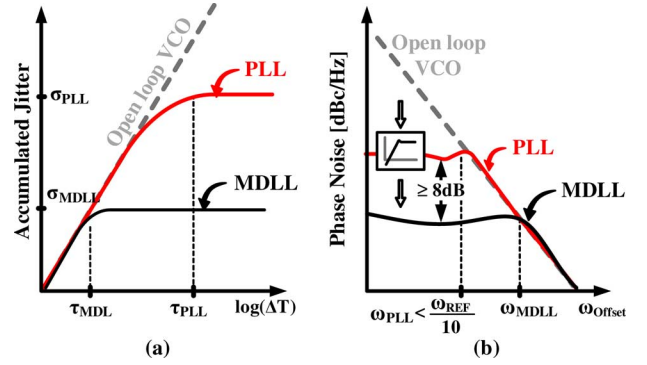 Accumulated Jitter
σPLL
σMDLL
Open loop VCO
PLL
MDLL
τMDL
τPLL
log(ΔT)
(a)
Phase Noise [dBc/Hz]
Open loop
VCO
PLL
≥ 8dB
MDLL
ωPLL < ωREF/10
ωMDLL
ωOffset
(b)